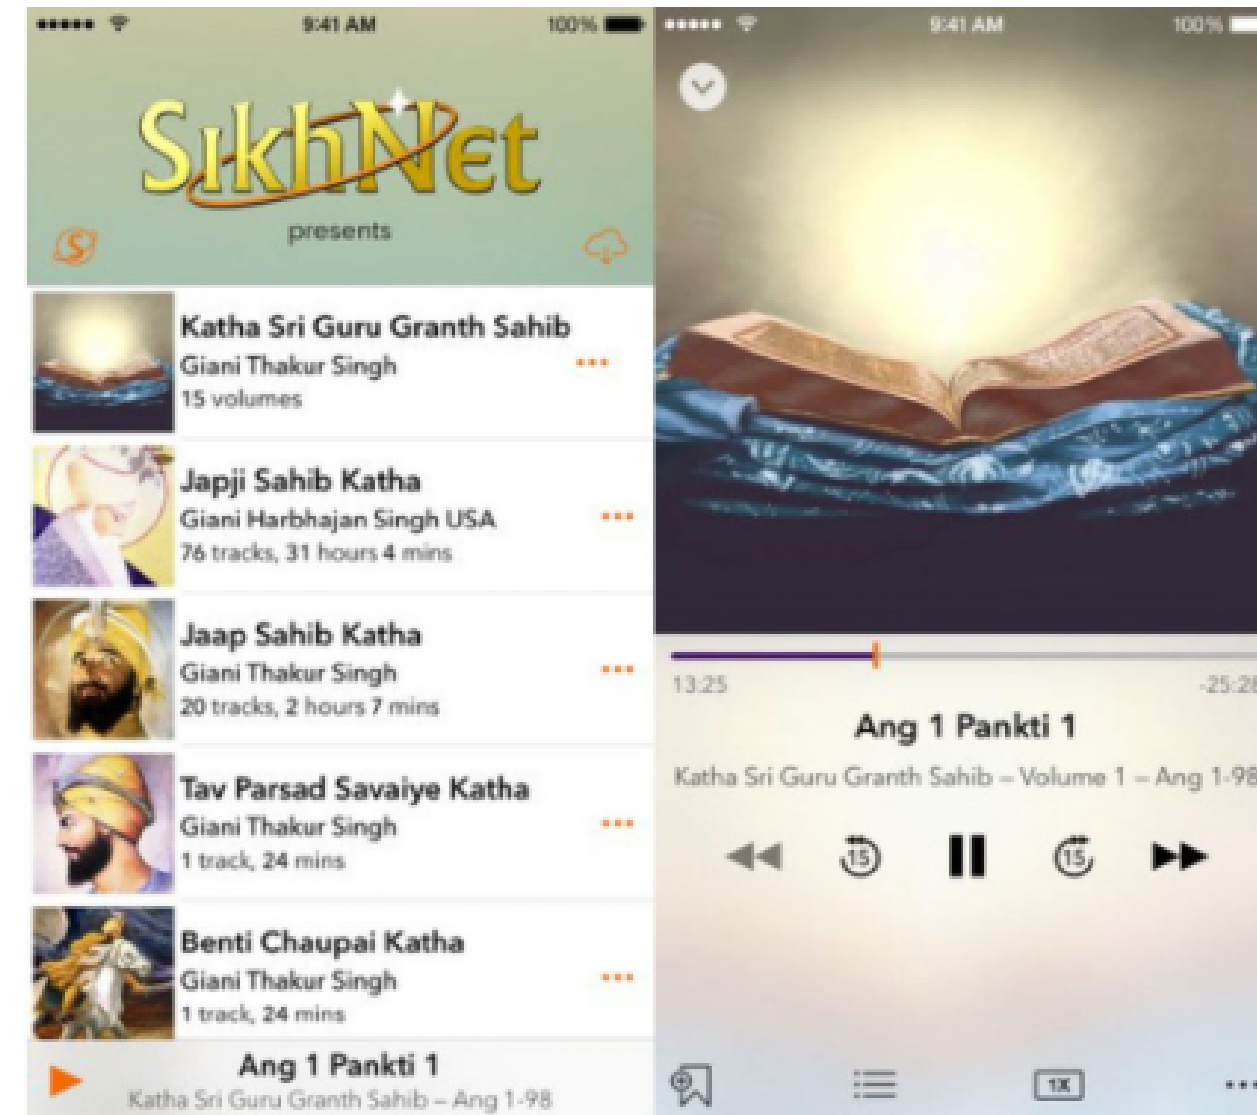 9:41 AM 100%
SikhNet
presents
Katha Sri Guru Granth Sahib
Giani Thakur Singh
15 volumes
Japji Sahib Katha
Giani Harbhajan Singh USA
76 tracks, 31 hours 4 mins
Jaap Sahib Katha
Giani Thakur Singh
20 tracks, 2 hours 7 mins
Tav Parsad Savaiye Katha
Giani Thakur Singh
1 track, 24 mins
Benti Chaupai Katha
Giani Thakur Singh
1 track, 24 mins
Ang 1 Pankti 1
Katha Sri Guru Granth Sahib – Ang 1-98
9:41 AM 100%
13:25 -25:28
Ang 1 Pankti 1
Katha Sri Guru Granth Sahib – Volume 1 – Ang 1-98
15 15
1X